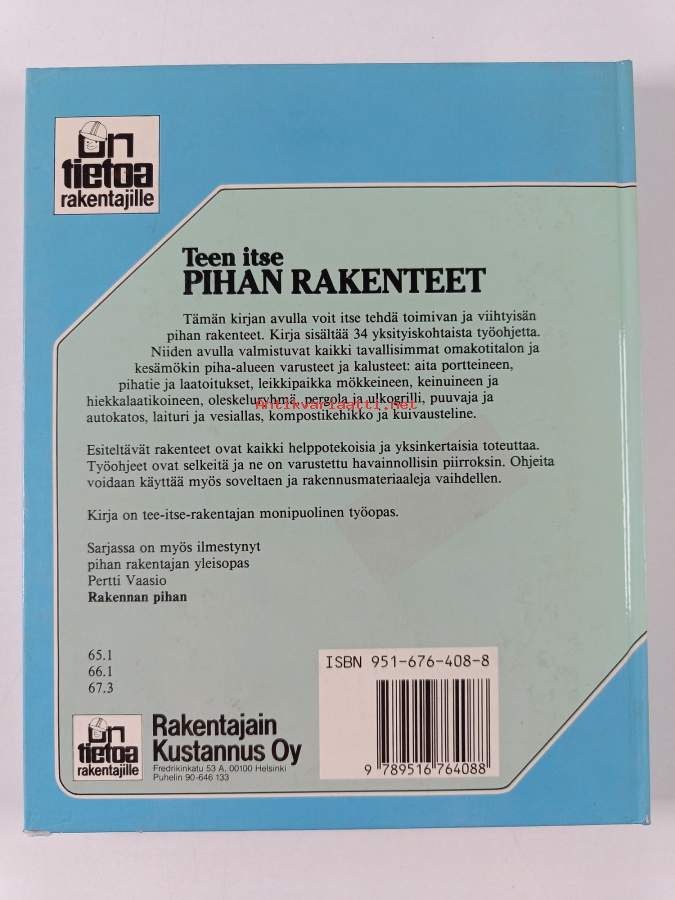 on
tietoa
rakentajille
Teen itse
PIHAN RAKENTEET
Tämän kirjan avulla voit itse tehdä toimivan ja viihtyisän
pihan rakenteet. Kirja sisältää 34 yksityiskohtaista työohjetta.
Niiden avulla valmistuvat kaikki tavallisimmat omakotitalon ja
kesämökin piha-alueen varusteet ja kalusteet: aita portteineen,
pihatie ja laatoitukset, leikkipaikka mökkeineen, keinuineen ja
hiekkalaatikoineen, oleskeluryhmä, pergola ja ulkogrilli, puuvaja ja
Antikvariaatti.net
autokatos, laituri ja vesiallas, kompostikehikko ja kuivausteline.
Esiteltävät rakenteet ovat kaikki helppotekoisia ja yksinkertaisia toteuttaa.
Työohjeet ovat selkeitä ja ne on varustettu havainnollisin piirroksin. Ohjeita
voidaan käyttää myös soveltaen ja rakennusmateriaaleja vaihdellen.
Kirja on tee-itse-rakentajan monipuolinen työopas.
Sarjassa on myös ilmestynyt
pihan rakentajan yleisopas
Pertti Vaasio
Rakennan pihan
65.1
66.1
67.3
ISBN 951-676-408-8
9 789516 764088
on
tietoa
rakentajille
Rakentajain
Kustannus Oy
Fredrikinkatu 53 A, 00100 Helsinki
Puhelin 90-646 133